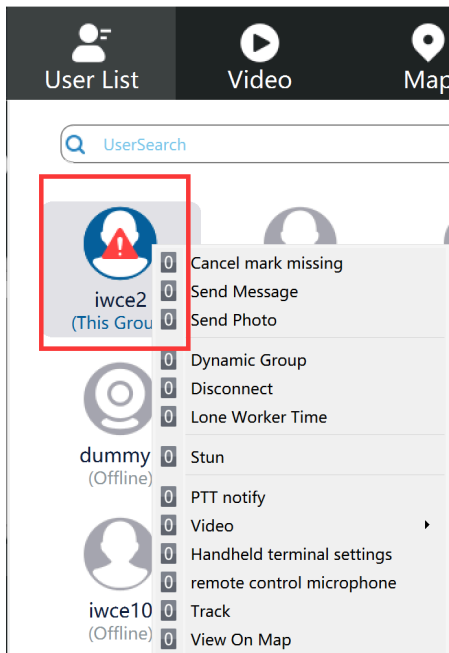 User List
Video
Map
UserSearch
iwce2
(This Grou
Cancel mark missing
Send Message
Send Photo
Dynamic Group
Disconnect
Lone Worker Time
Stun
PTT notify
Video
Handheld terminal settings
remote control microphone
Track
View On Map
dummy
(Offline)
iwce10
(Offline)